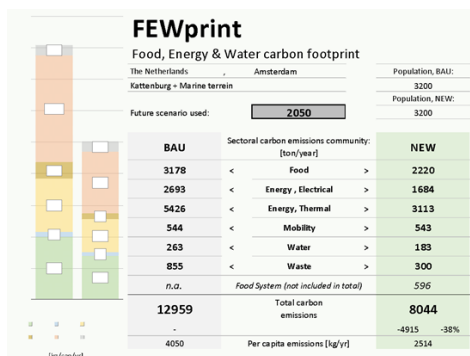 FEWprint
Food, Energy & Water carbon footprint
The Netherlands , Amsterdam Population, BAU:
Kattenburg + Marine terrein 3200
Population, NEW:
Future scenario used: 2050 3200
BAU Sectoral carbon emissions community: NEW
[ton/year]
3178 < Food > 2220
2693 < Energy , Electrical > 1684
5426 < Energy, Thermal > 3113
544 < Mobility > 543
263 < Water > 183
855 < Waste > 300
n.a. Food System (not included in total) 596
12959 Total carbon 8044
emissions
- -4915 -38%
4050 Per capita emissions [kg/yr] 2514